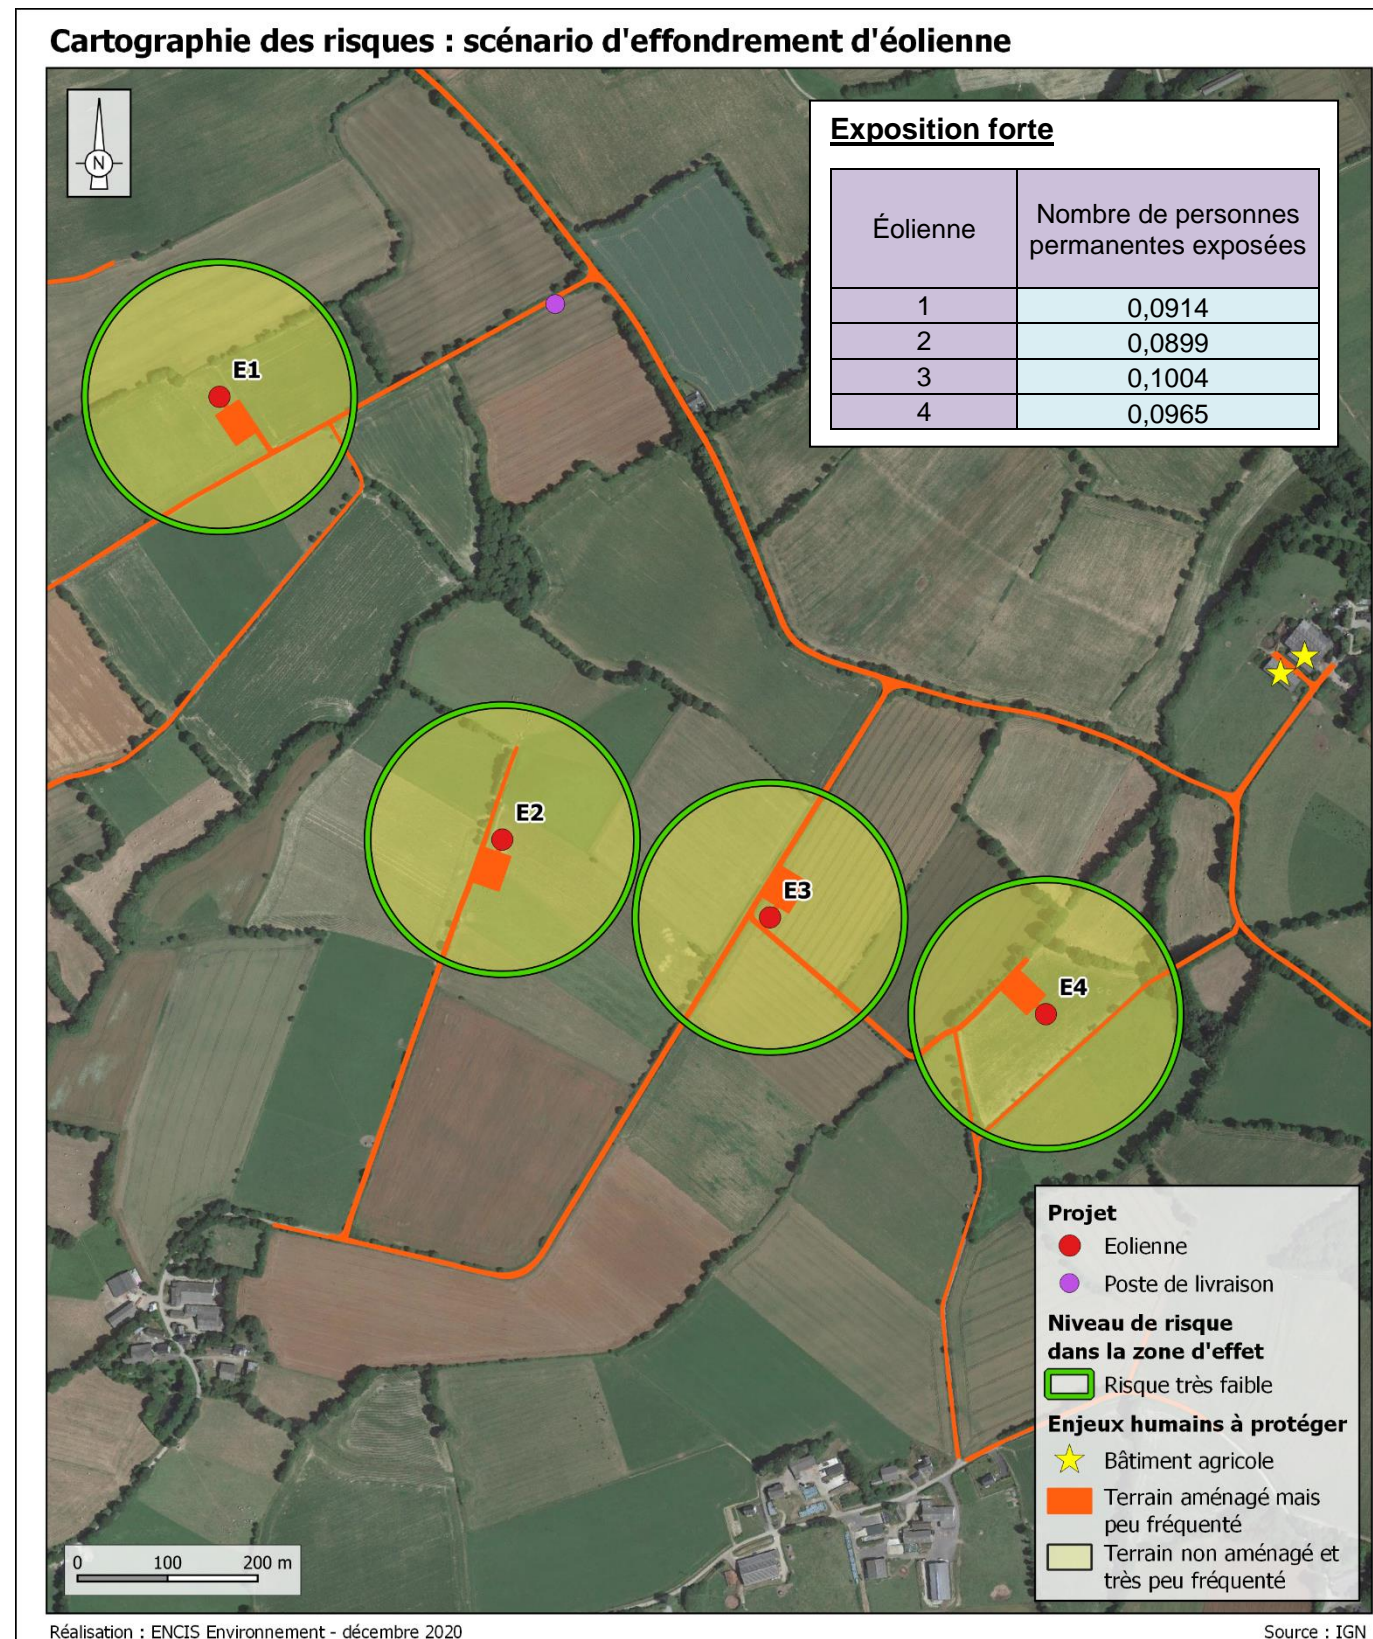 Cartographie des risques : scénario d'effondrement d'éolienne
N
Exposition forte
Éolienne
Nombre de personnes
permanentes exposées
1 0,0914
2 0,0899
3 0,1004
4 0,0965
E1
E2
E3
E4
Projet
Eolienne
Poste de livraison
Niveau de risque
dans la zone d'effet
Risque très faible
Enjeux humains à protéger
Bâtiment agricole
Terrain aménagé mais
peu fréquenté
Terrain non aménagé et
très peu fréquenté
0 100 200 m
Réalisation : ENCIS Environnement - décembre 2020
Source : IGN